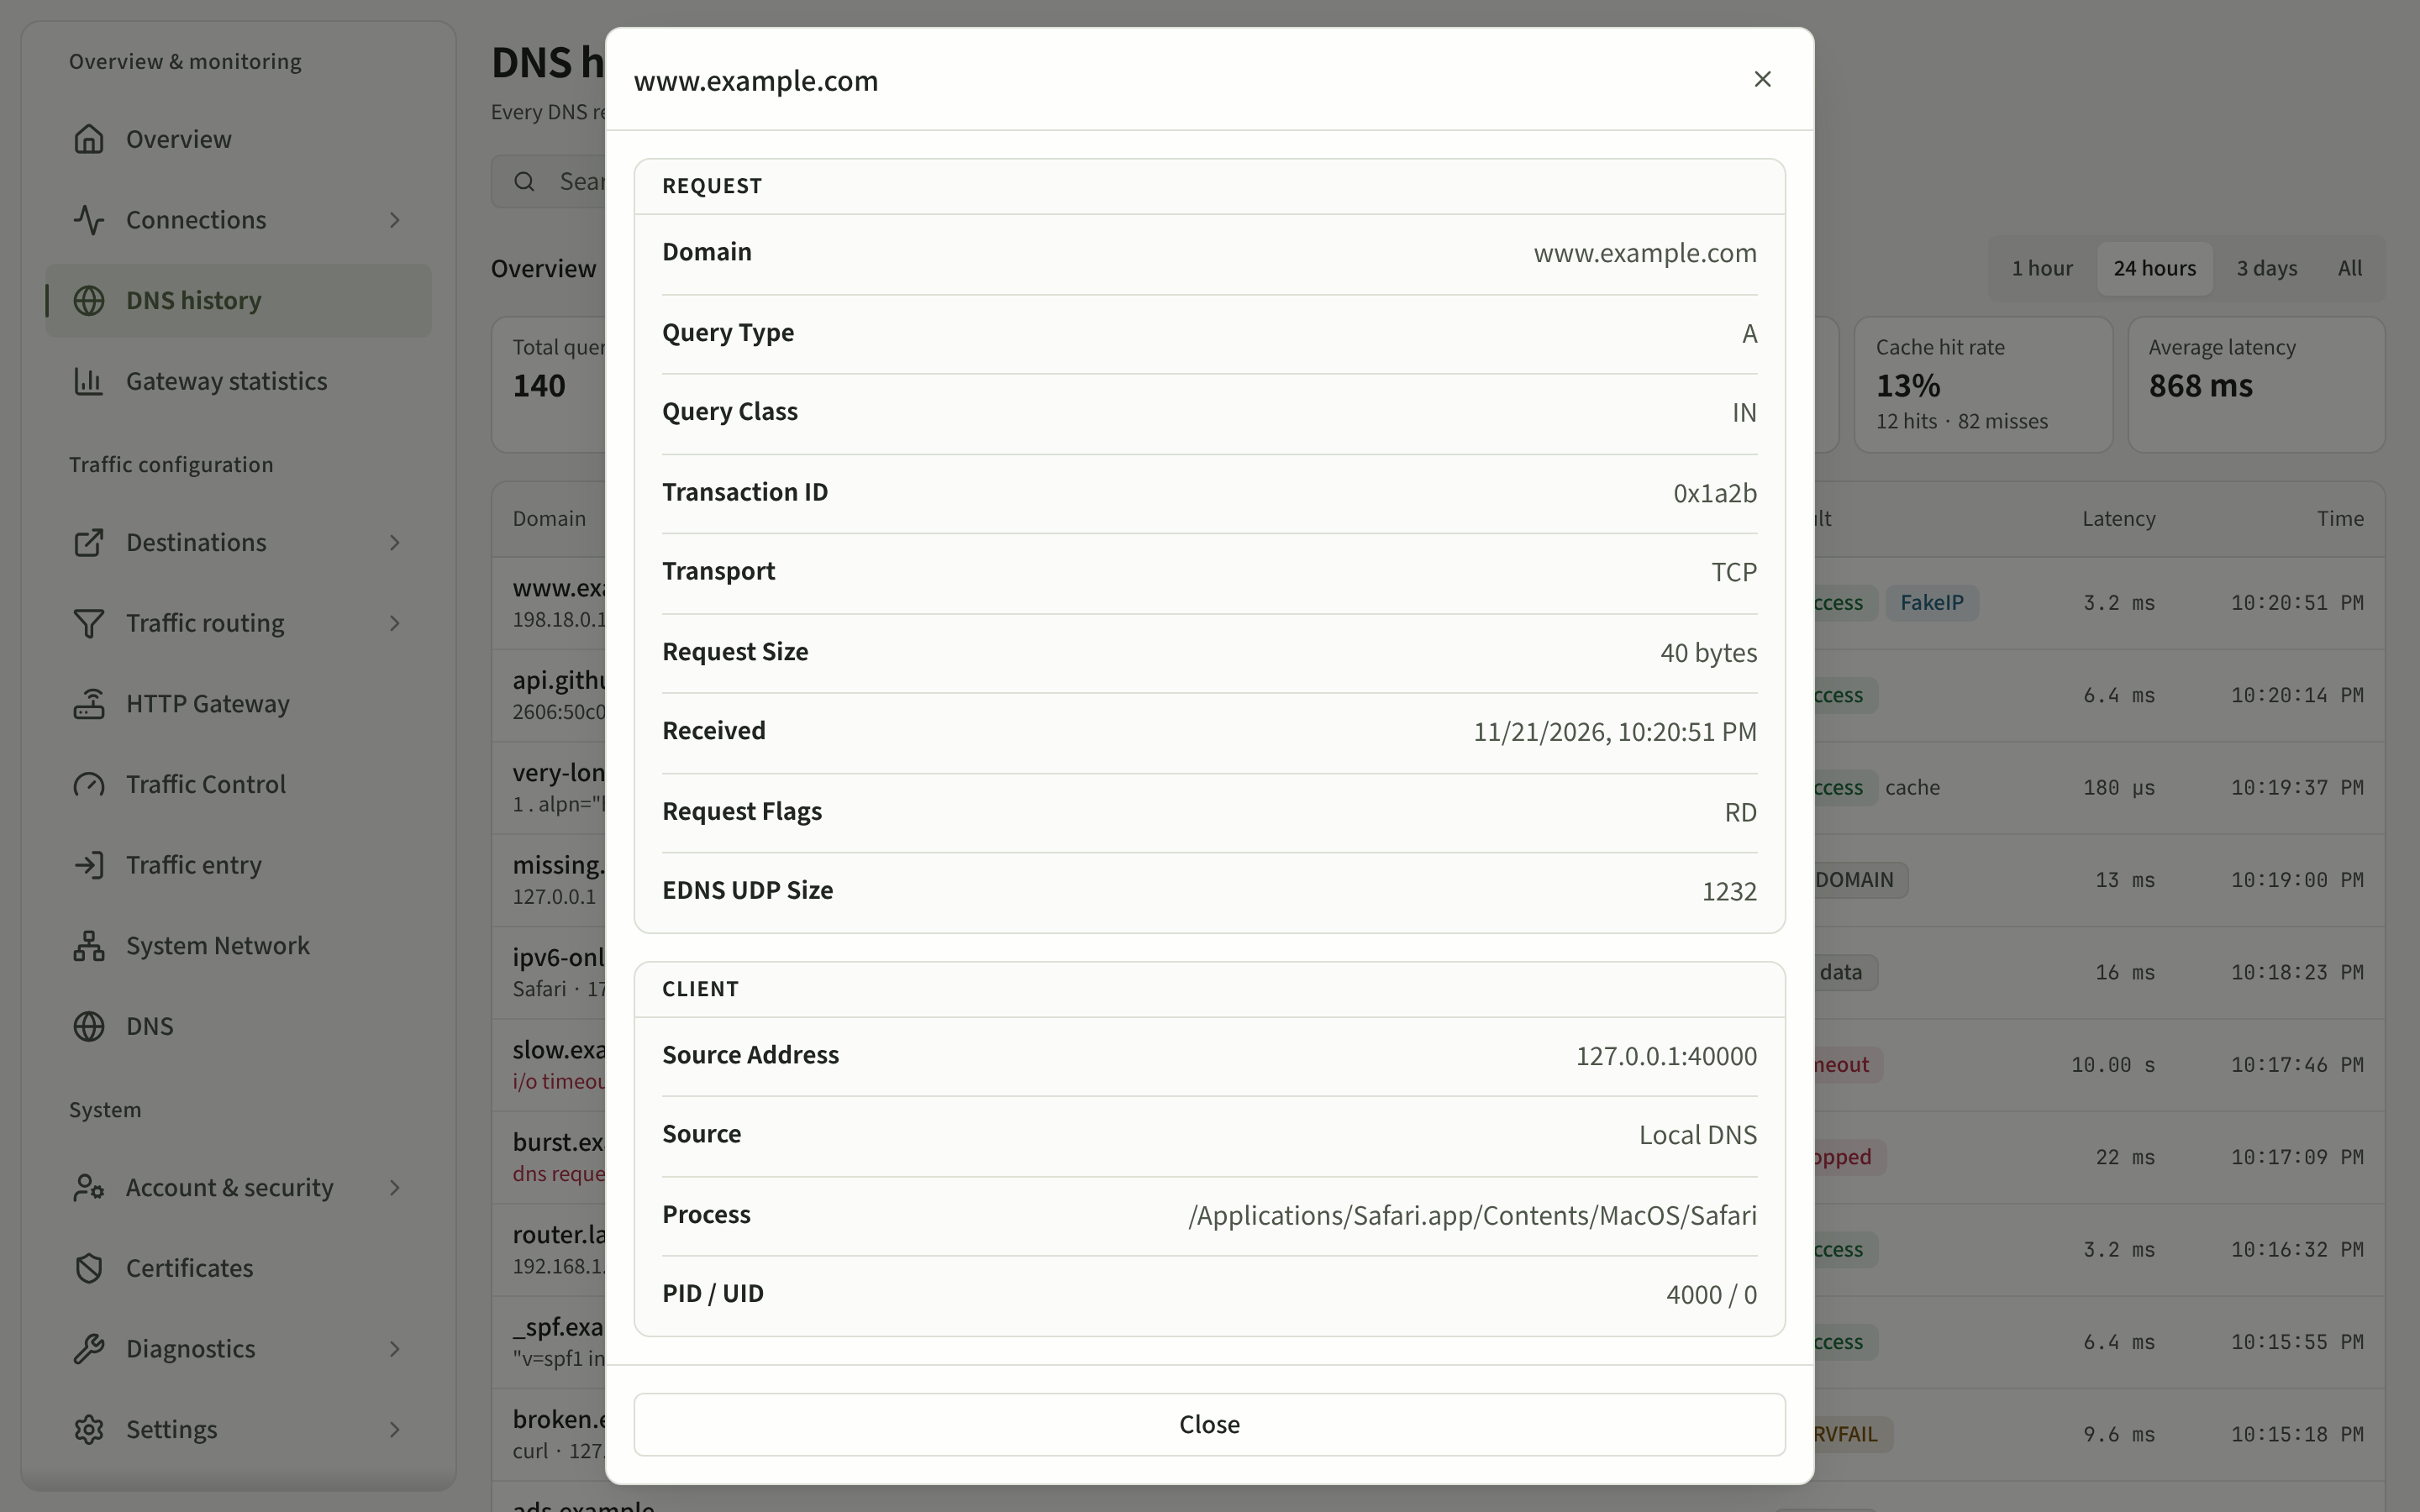 Overview & monitoring
Overview
Connections
DNS history
Gateway statistics
Traffic configuration
Destinations
Traffic routing
HTTP Gateway
Traffic Control
Traffic entry
System Network
DNS
System
Account & security
Certificates
Diagnostics
Settings
DNS
Every DNS
Overview
1 hour 24 hours 3 days All
Total
140
Cache hit rate
13%
12 hits · 82 misses
Average latency
868 ms
Domain Latency Time
198.18.0.1
FakeIP 3.2 ms 10:20:51 PM
6.4 ms 10:20:14 PM
cache 180 µs 10:19:37 PM
127.0.0.1
13 ms 10:19:00 PM
Safari
data 16 ms 10:18:23 PM
i/o
10.00 s 10:17:46 PM
dns
22 ms 10:17:09 PM
192.168.1.
3.2 ms 10:16:32 PM
6.4 ms 10:15:55 PM
curl · 127.
9.6 ms 10:15:18 PM
www.example.com
REQUEST
Domain www.example.com
Query Type A
Query Class IN
Transaction ID 0x1a2b
Transport TCP
Request Size 40 bytes
Received 11/21/2026, 10:20:51 PM
Request Flags RD
EDNS UDP Size 1232
CLIENT
Source Address 127.0.0.1:40000
Source Local DNS
Process /Applications/Safari.app/Contents/MacOS/Safari
PID / UID 4000 / 0
Close